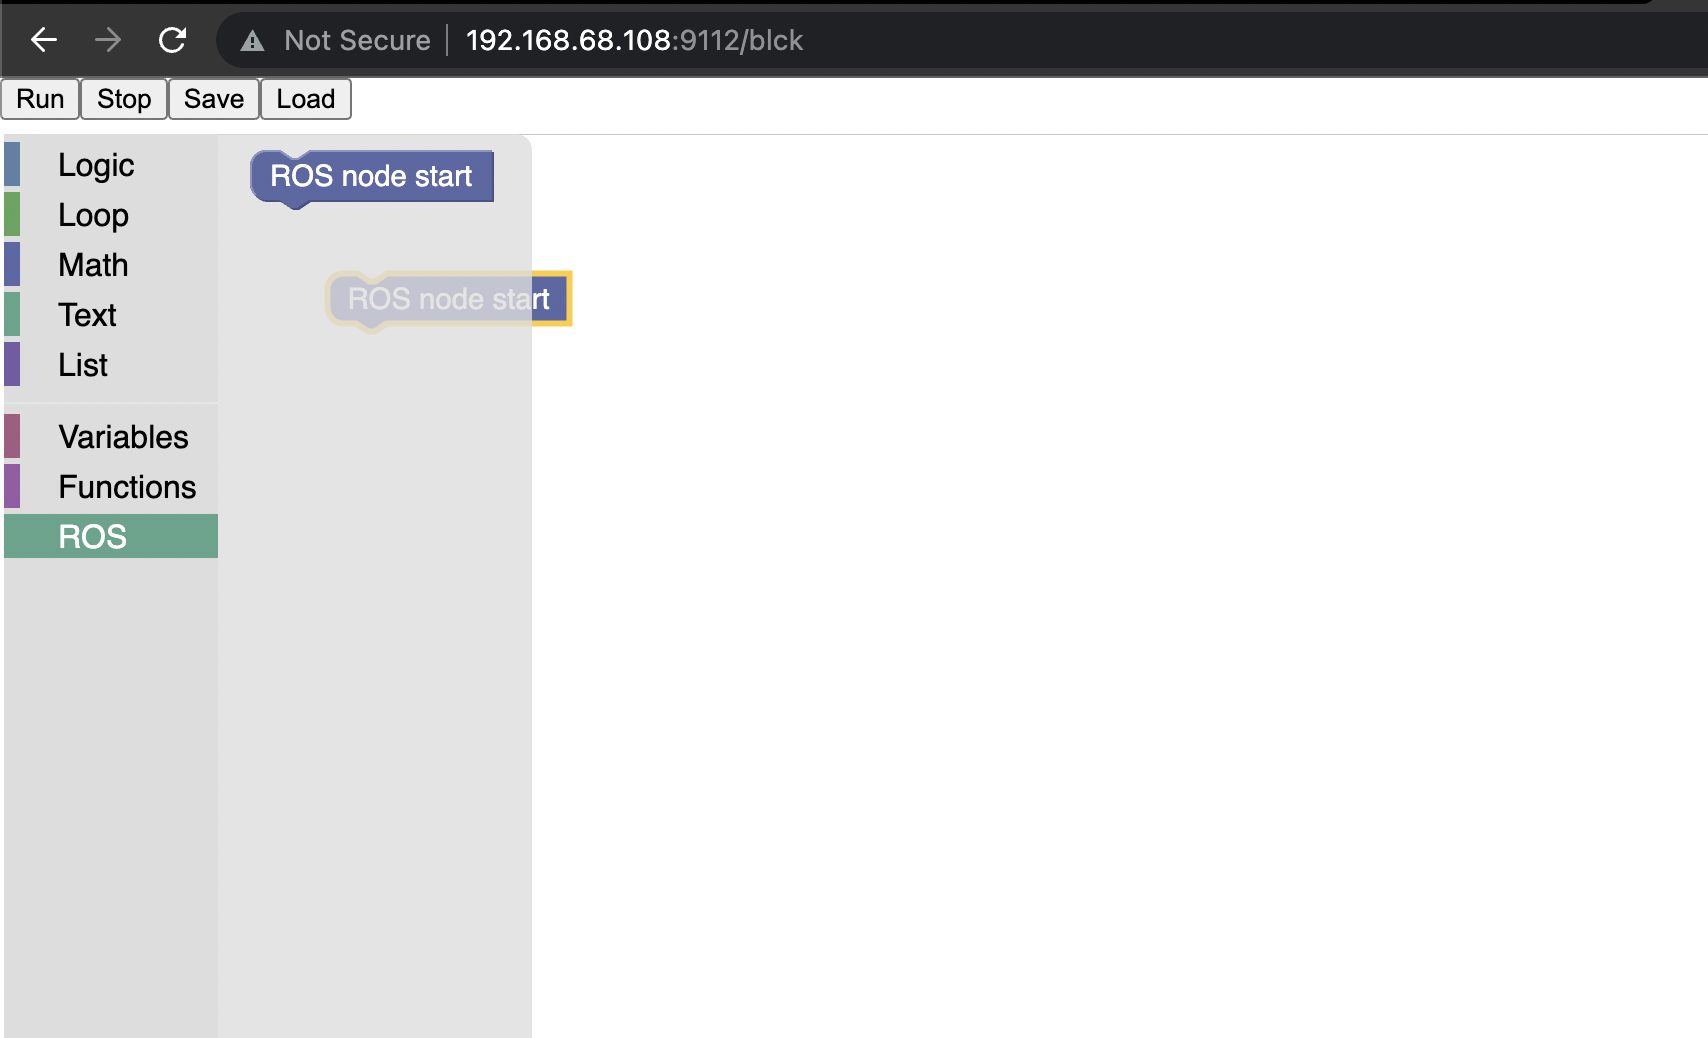 Not Secure 192.168.68.108:9112/blck
Run Stop Save Load
Logic
Loop
Math
Text
List
Variables
Functions
ROS
ROS node start
ROS node start